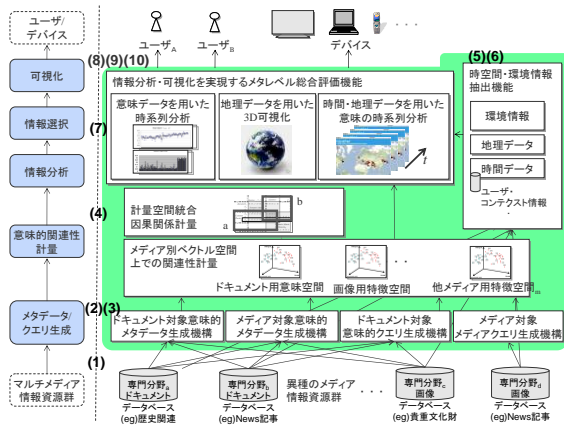 ユーザ/
デバイス
可視化
情報選択
情報分析
意味的関連性
計量
メタデータ/
クエリ生成
マルチメディア
情報資源群
(8)(9)(10)
(7)
(4)
(2)(3)
(1)
ユーザA
ユーザB
デバイス
・・・
情報分析・可視化を実現するメタレベル総合評価機能
意味データを用いた
時系列分析
地理データを用いた
3D可視化
時間・地理データを用いた
意味の時系列分析
t
(5)(6)
時空間・環境情報
抽出機能
環境情報
地理データ
時間データ
ユーザ・
コンテクスト情報
・
計量空間統合
因果関係計量
a
b
メディア別ベクトル空間
上での関連性計量
・・・
ドキュメント用意味空間
画像用特徴空間
他メディア用特徴空間m
ドキュメント対象意味的
メタデータ生成機構
メディア対象意味的
メタデータ生成機構
ドキュメント対象
意味的クエリ生成機構
メディア対象
メディアクエリ生成機構
専門分野a
ドキュメント
データベース
(eg)歴史関連
専門分野b
ドキュメント
データベース
(eg)News記事
異種のメディア
情報資源群
・・・
専門分野c
画像
データベース
(eg)貴重文化財
専門分野d
画像
データベース
(eg)News記事